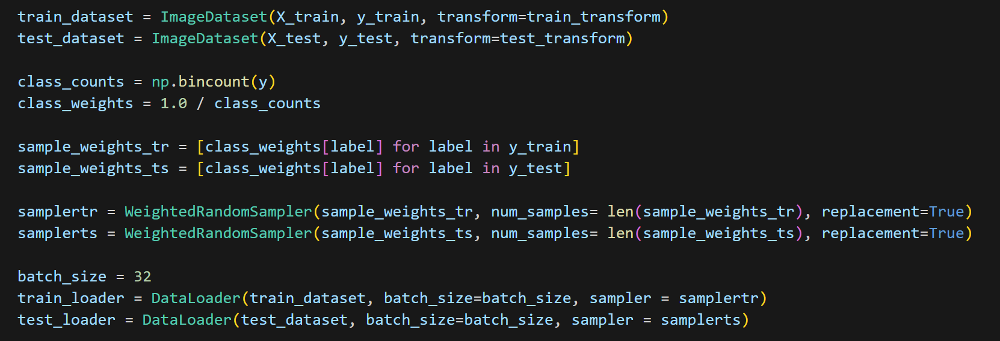 train_dataset = ImageDataset(X_train, y_train, transform=train_transform)
test_dataset = ImageDataset(X_test, y_test, transform=test_transform)
class_counts = np.bincount(y)
class_weights = 1.0 / class_counts
sample_weights_tr = [class_weights[label] for label in y_train]
sample_weights_ts = [class_weights[label] for label in y_test]
samplertr = WeightedRandomSampler(sample_weights_tr, num_samples= len(sample_weights_tr), replacement=True)
samplerts = WeightedRandomSampler(sample_weights_ts, num_samples= len(sample_weights_ts), replacement=True)
batch_size = 32
train_loader = DataLoader(train_dataset, batch_size=batch_size, sampler = samplertr)
test_loader = DataLoader(test_dataset, batch_size=batch_size, sampler = samplerts)